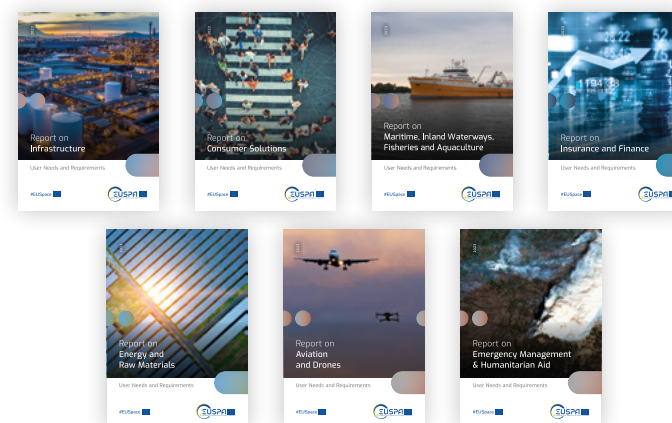 Report on
Infrastructure
User Needs and Requirements
#EUSpace
EUSPA
Report on
Consumer Solutions
User Needs and Requirements
#EUSpace
EUSPA
Report on
Maritime, Inland Waterways,
Fisheries and Aquaculture
User Needs and Requirements
#EUSpace
EUSPA
Report on
Insurance and Finance
User Needs and Requirements
#EUSpace
EUSPA
Report on
Energy and
Raw Materials
User Needs and Requirements
#EUSpace
EUSPA
Report on
Aviation
and Drones
User Needs and Requirements
#EUSpace
EUSPA
Report on
Emergency Management
& Humanitarian Aid
User Needs and Requirements
#EUSpace
EUSPA